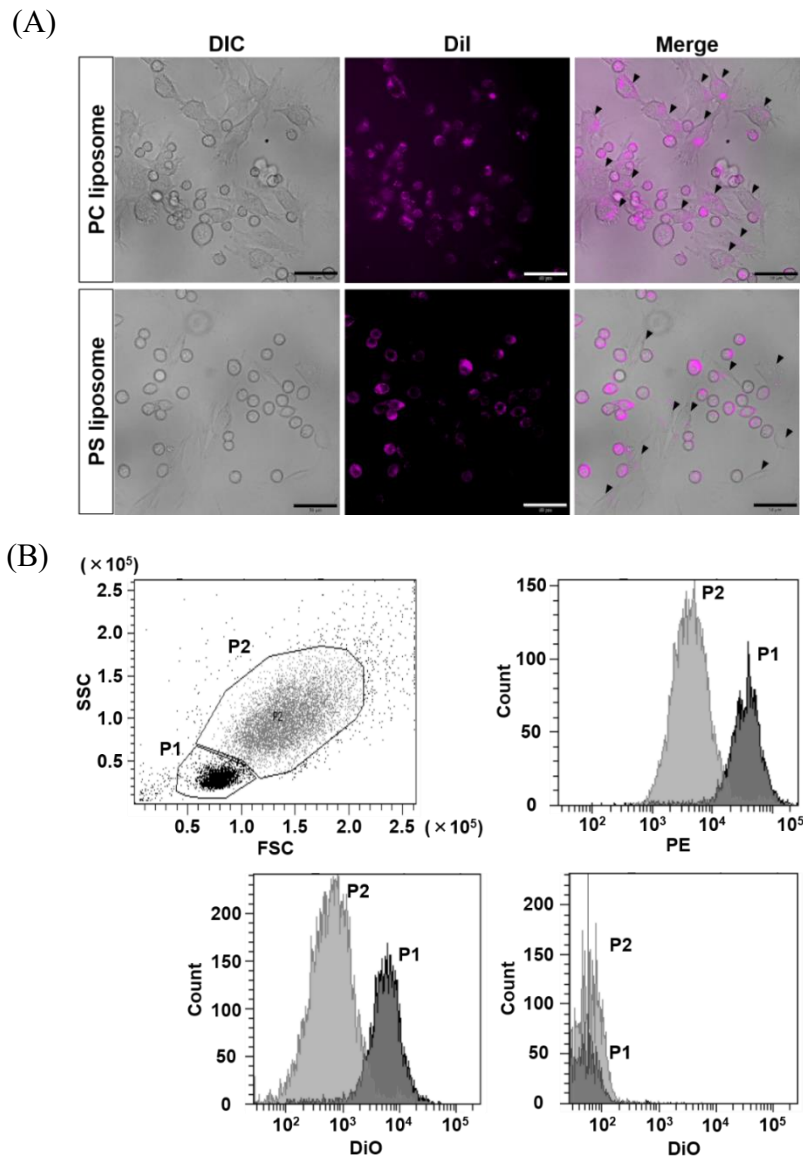 (A)
DIC DiI Merge
PC liposome
PS liposome
(B)
(×10⁵)
2.5
2.0
1.5
1.0
0.5
SSC
P2
P1
P2
0.5 1.0 1.5 2.0 2.5 (×10⁵)
FSC
150
100
50
0
Count
P2
P1
10² 10³ 10⁴ 10⁵
PE
200
150
100
50
0
Count
P2
P1
10² 10³ 10⁴ 10⁵
DiO
200
150
100
50
0
Count
P2
P1
10² 10³ 10⁴ 10⁵
DiO